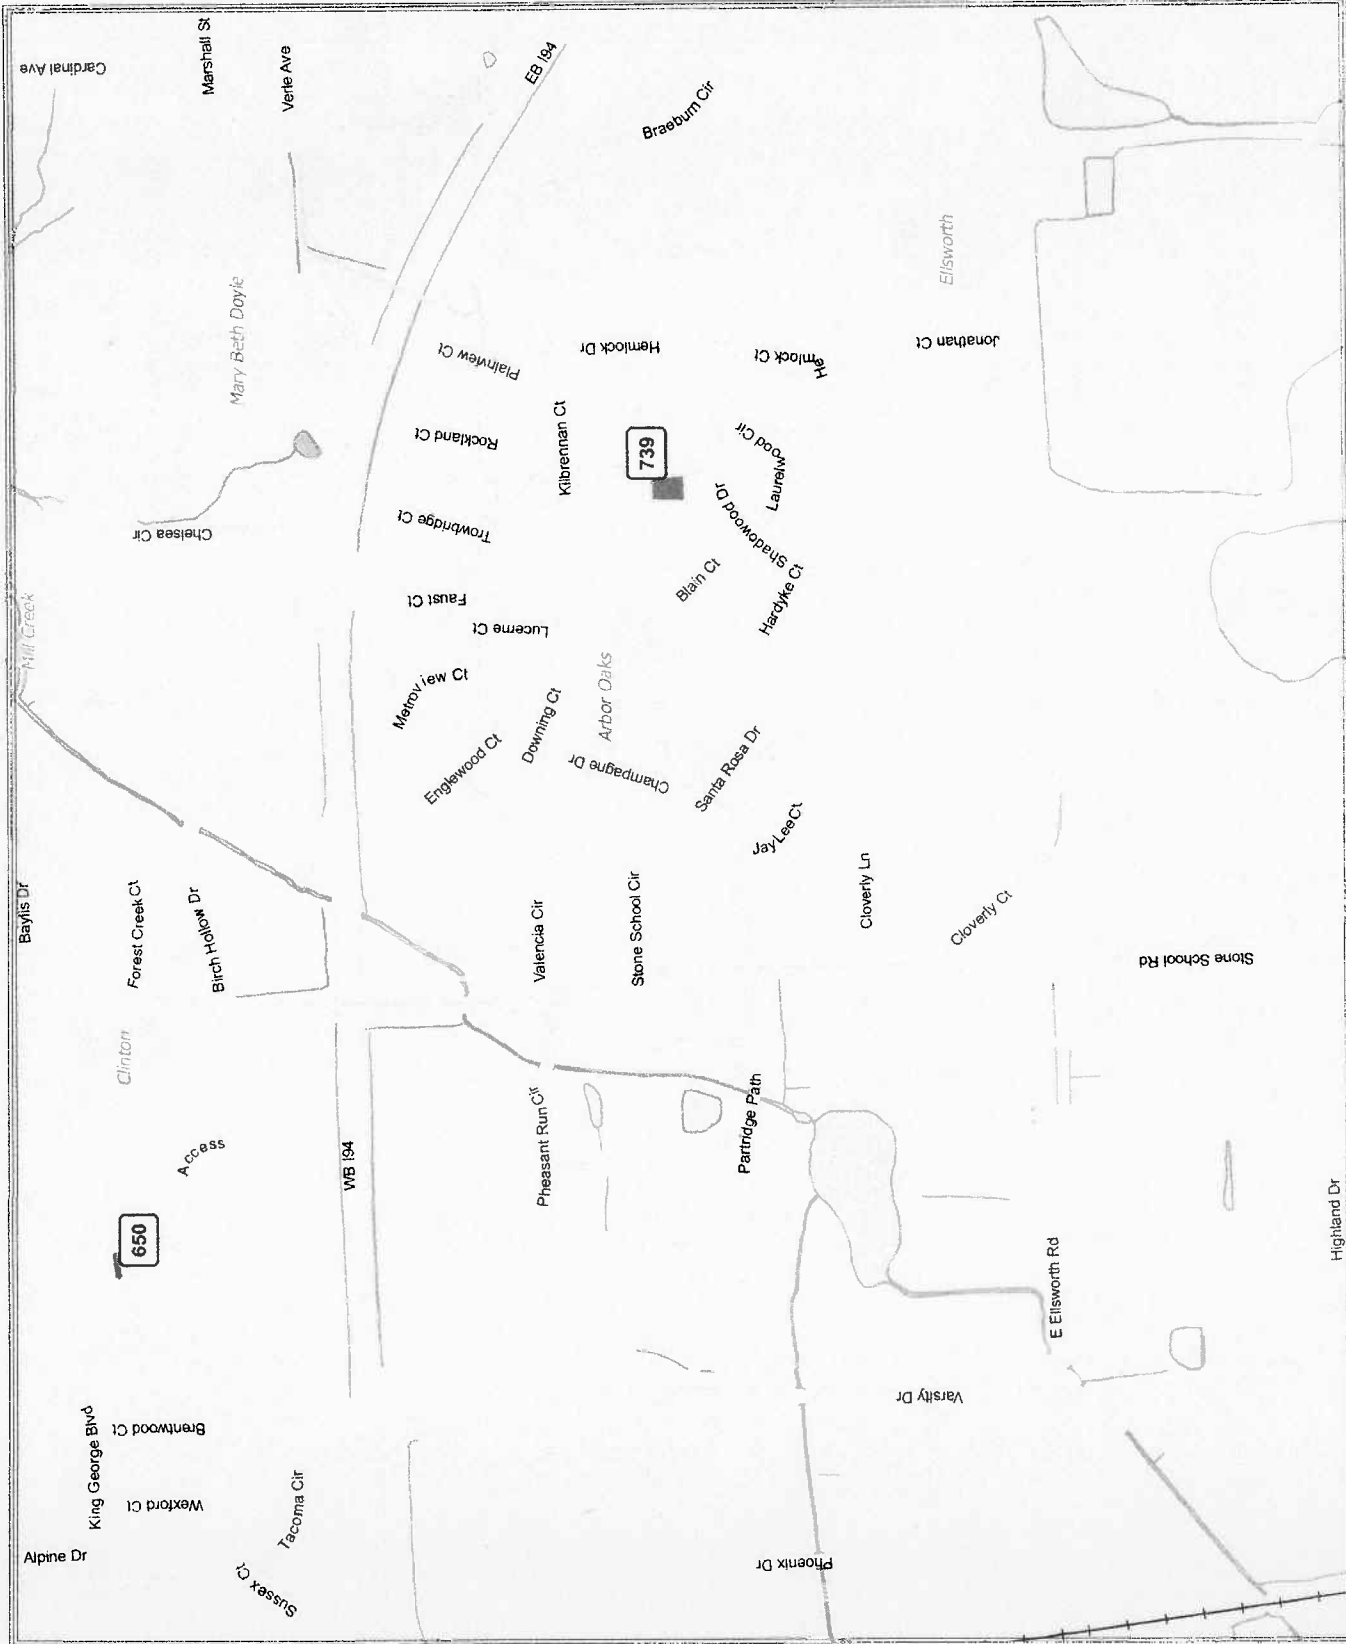 Cardinal Ave
Marshall St
Verle Ave
EB I94
Braeburn Cir
Mary Beth Doyle
Ellsworth
Plainview Ct
Hemlock Dr
Hemlock Ct
Jonathan Ct
Rockland Ct
Kilbrennan Ct
739
Laurelwood Cir
Chelsea Cir
Trowbridge Ct
Shadowood Dr
Blain Ct
Hardyke Ct
Mill Creek
Faust Ct
Lucerne Ct
Metroview Ct
Arbor Oaks
Downing Ct
Englewood Ct
Champagne Dr
Santa Rosa Dr
Jay Lee Ct
Baylis Dr
Forest Creek Ct
Birch Hollow Dr
Valencia Cir
Stone School Cir
Cloverly Ln
Cloverly Ct
Stone School Rd
Clinton
Access
WB I94
Pheasant Run Cir
Partridge Path
650
E Ellsworth Rd
Highland Dr
King George Blvd
Brentwood Ct
Varsity Dr
Wexford Ct
Tacoma Cir
Alpine Dr
Sussex Ct
Phoenix Dr